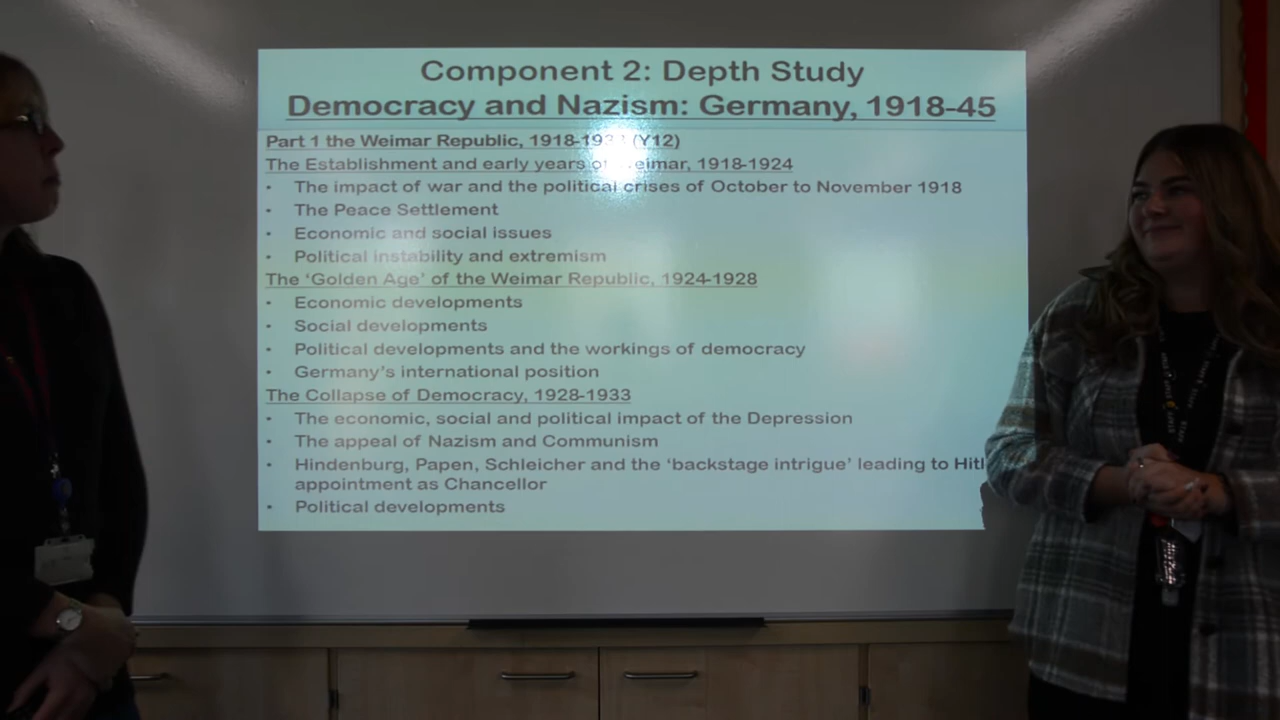 Component 2: Depth Study
Democracy and Nazism: Germany, 1918-45
Part 1 the Weimar Republic, 1918-193 (Y12)
The Establishment and early years of eimar, 1918-1924
• The impact of war and the political crises of October to November 1918
• The Peace Settlement
• Economic and social issues
• Political instability and extremism
The 'Golden Age' of the Weimar Republic, 1924-1928
• Economic developments
• Social developments
• Political developments and the workings of democracy
• Germany's international position
The Collapse of Democracy, 1928-1933
• The economic, social and political impact of the Depression
• The appeal of Nazism and Communism
• Hindenburg, Papen, Schleicher and the 'backstage intrigue' leading to Hitl
appointment as Chancellor
• Political developments